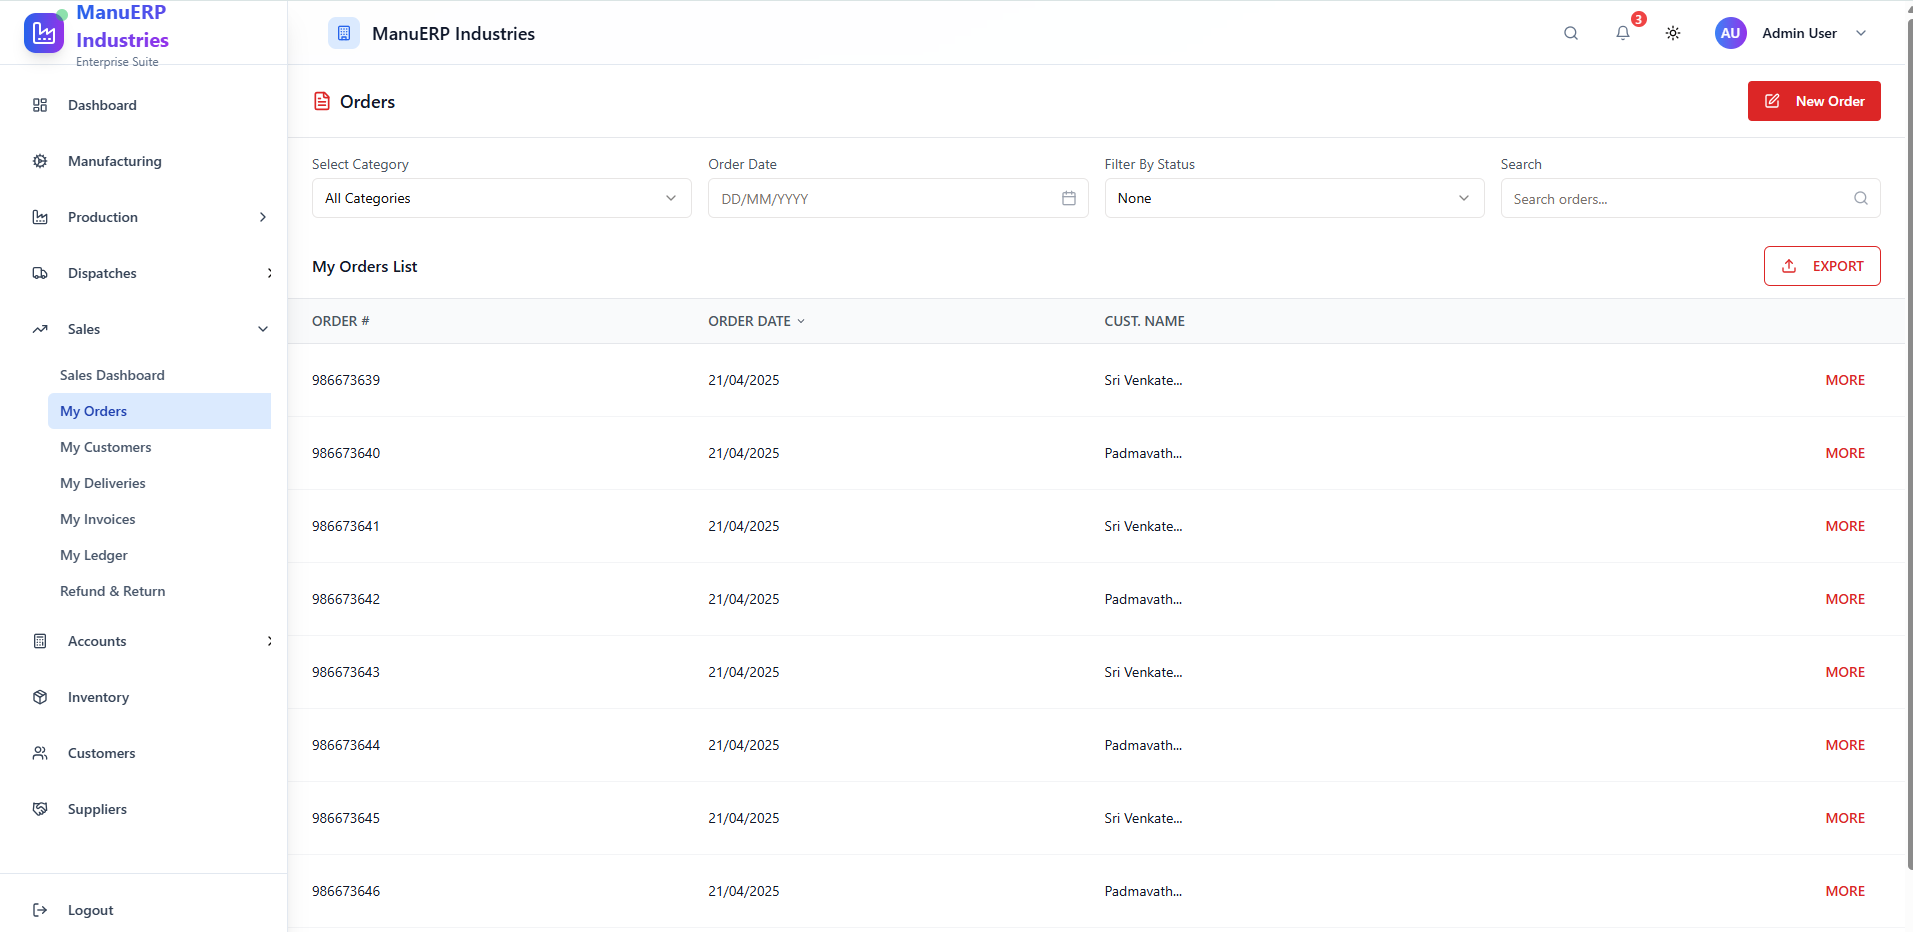 ManuERP
Industries
Enterprise Suite
Dashboard
Manufacturing
Production
Dispatches
Sales
Sales Dashboard
My Orders
My Customers
My Deliveries
My Invoices
My Ledger
Refund & Return
Accounts
Inventory
Customers
Suppliers
Logout
ManuERP Industries
3
AU Admin User
Orders
New Order
Select Category Order Date Filter By Status Search
All Categories DD/MM/YYYY None Search orders...
My Orders List
EXPORT
ORDER # ORDER DATE CUST. NAME
986673639 21/04/2025 Sri Venkate... MORE
986673640 21/04/2025 Padmavath... MORE
986673641 21/04/2025 Sri Venkate... MORE
986673642 21/04/2025 Padmavath... MORE
986673643 21/04/2025 Sri Venkate... MORE
986673644 21/04/2025 Padmavath... MORE
986673645 21/04/2025 Sri Venkate... MORE
986673646 21/04/2025 Padmavath... MORE